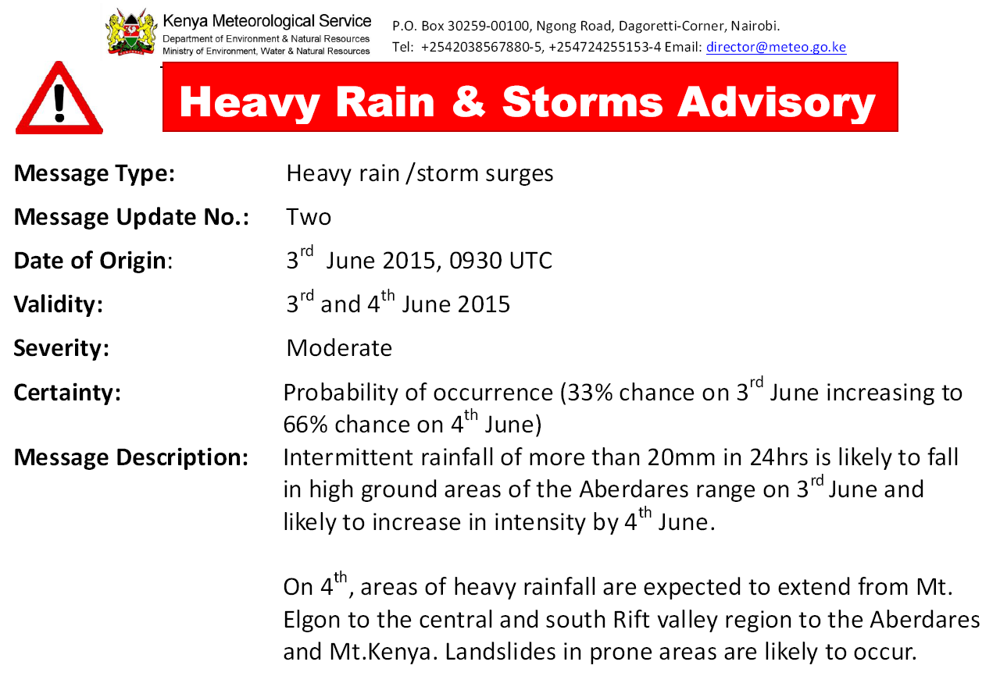 Kenya Meteorological Service
Department of Environment & Natural Resources
Ministry of Environment, Water & Natural Resources
P.O. Box 30259-00100, Ngong Road, Dagoretti-Corner, Nairobi.
Tel:  +2542038567880-5, +254724255153-4 Email: director@meteo.go.ke
Heavy Rain & Storms Advisory
Message Type: Heavy rain /storm surges
Message Update No.: Two
Date of Origin: 3rd  June 2015, 0930 UTC
Validity: 3rd and 4th June 2015
Severity: Moderate
Certainty: Probability of occurrence (33% chance on 3rd June increasing to
66% chance on 4th June)
Message Description: Intermittent rainfall of more than 20mm in 24hrs is likely to fall
in high ground areas of the Aberdares range on 3rd June and
likely to increase in intensity by 4th June.
On 4th, areas of heavy rainfall are expected to extend from Mt.
Elgon to the central and south Rift valley region to the Aberdares
and Mt.Kenya. Landslides in prone areas are likely to occur.